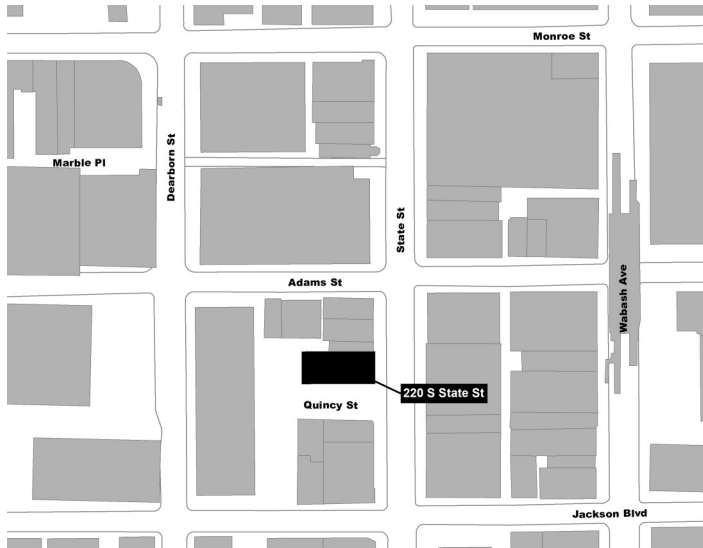 Monroe St
Marble Pl
Dearborn St
State St
Adams St
Wabash Ave
220 S State St
Quincy St
Jackson Blvd